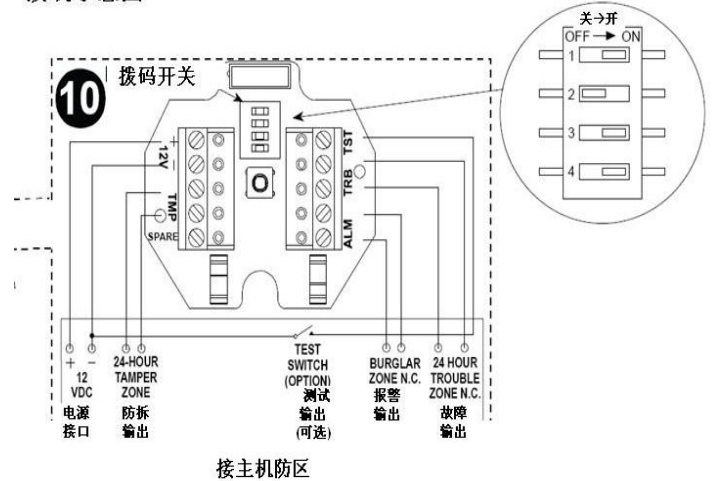 关→开
OFF → ON
1
2
3
4
10
拨码开关
+
−
12V
TMP
SPARE
TST
TRB
ALM
+ −
12
VDC
电源
接口
24-HOUR
TAMPER
ZONE
防拆
输出
TEST
SWITCH
(OPTION)
测试
输出
(可选)
BURGLAR
ZONE N.C.
报警
输出
24 HOUR
TROUBLE
ZONE N.C.
故障
输出
接主机防区